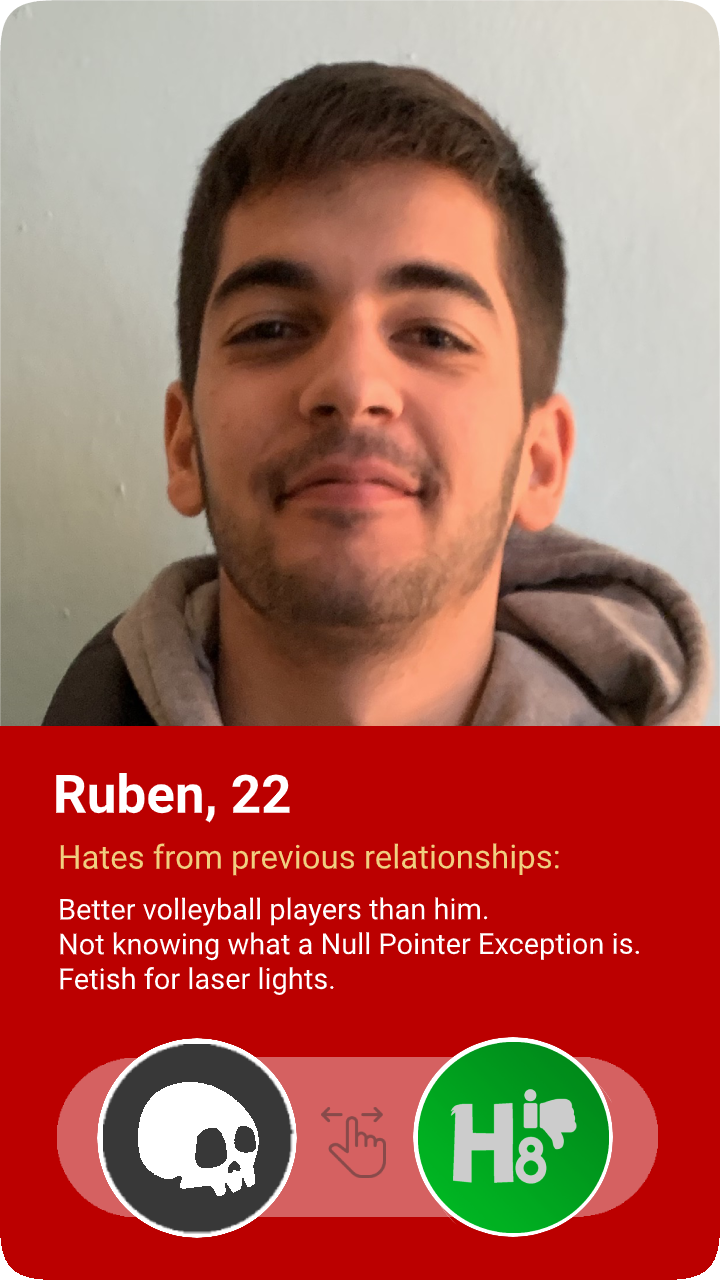 Ruben, 22
Hates from previous relationships:
Better volleyball players than him.
Not knowing what a Null Pointer Exception is.
Fetish for laser lights.
Hi8